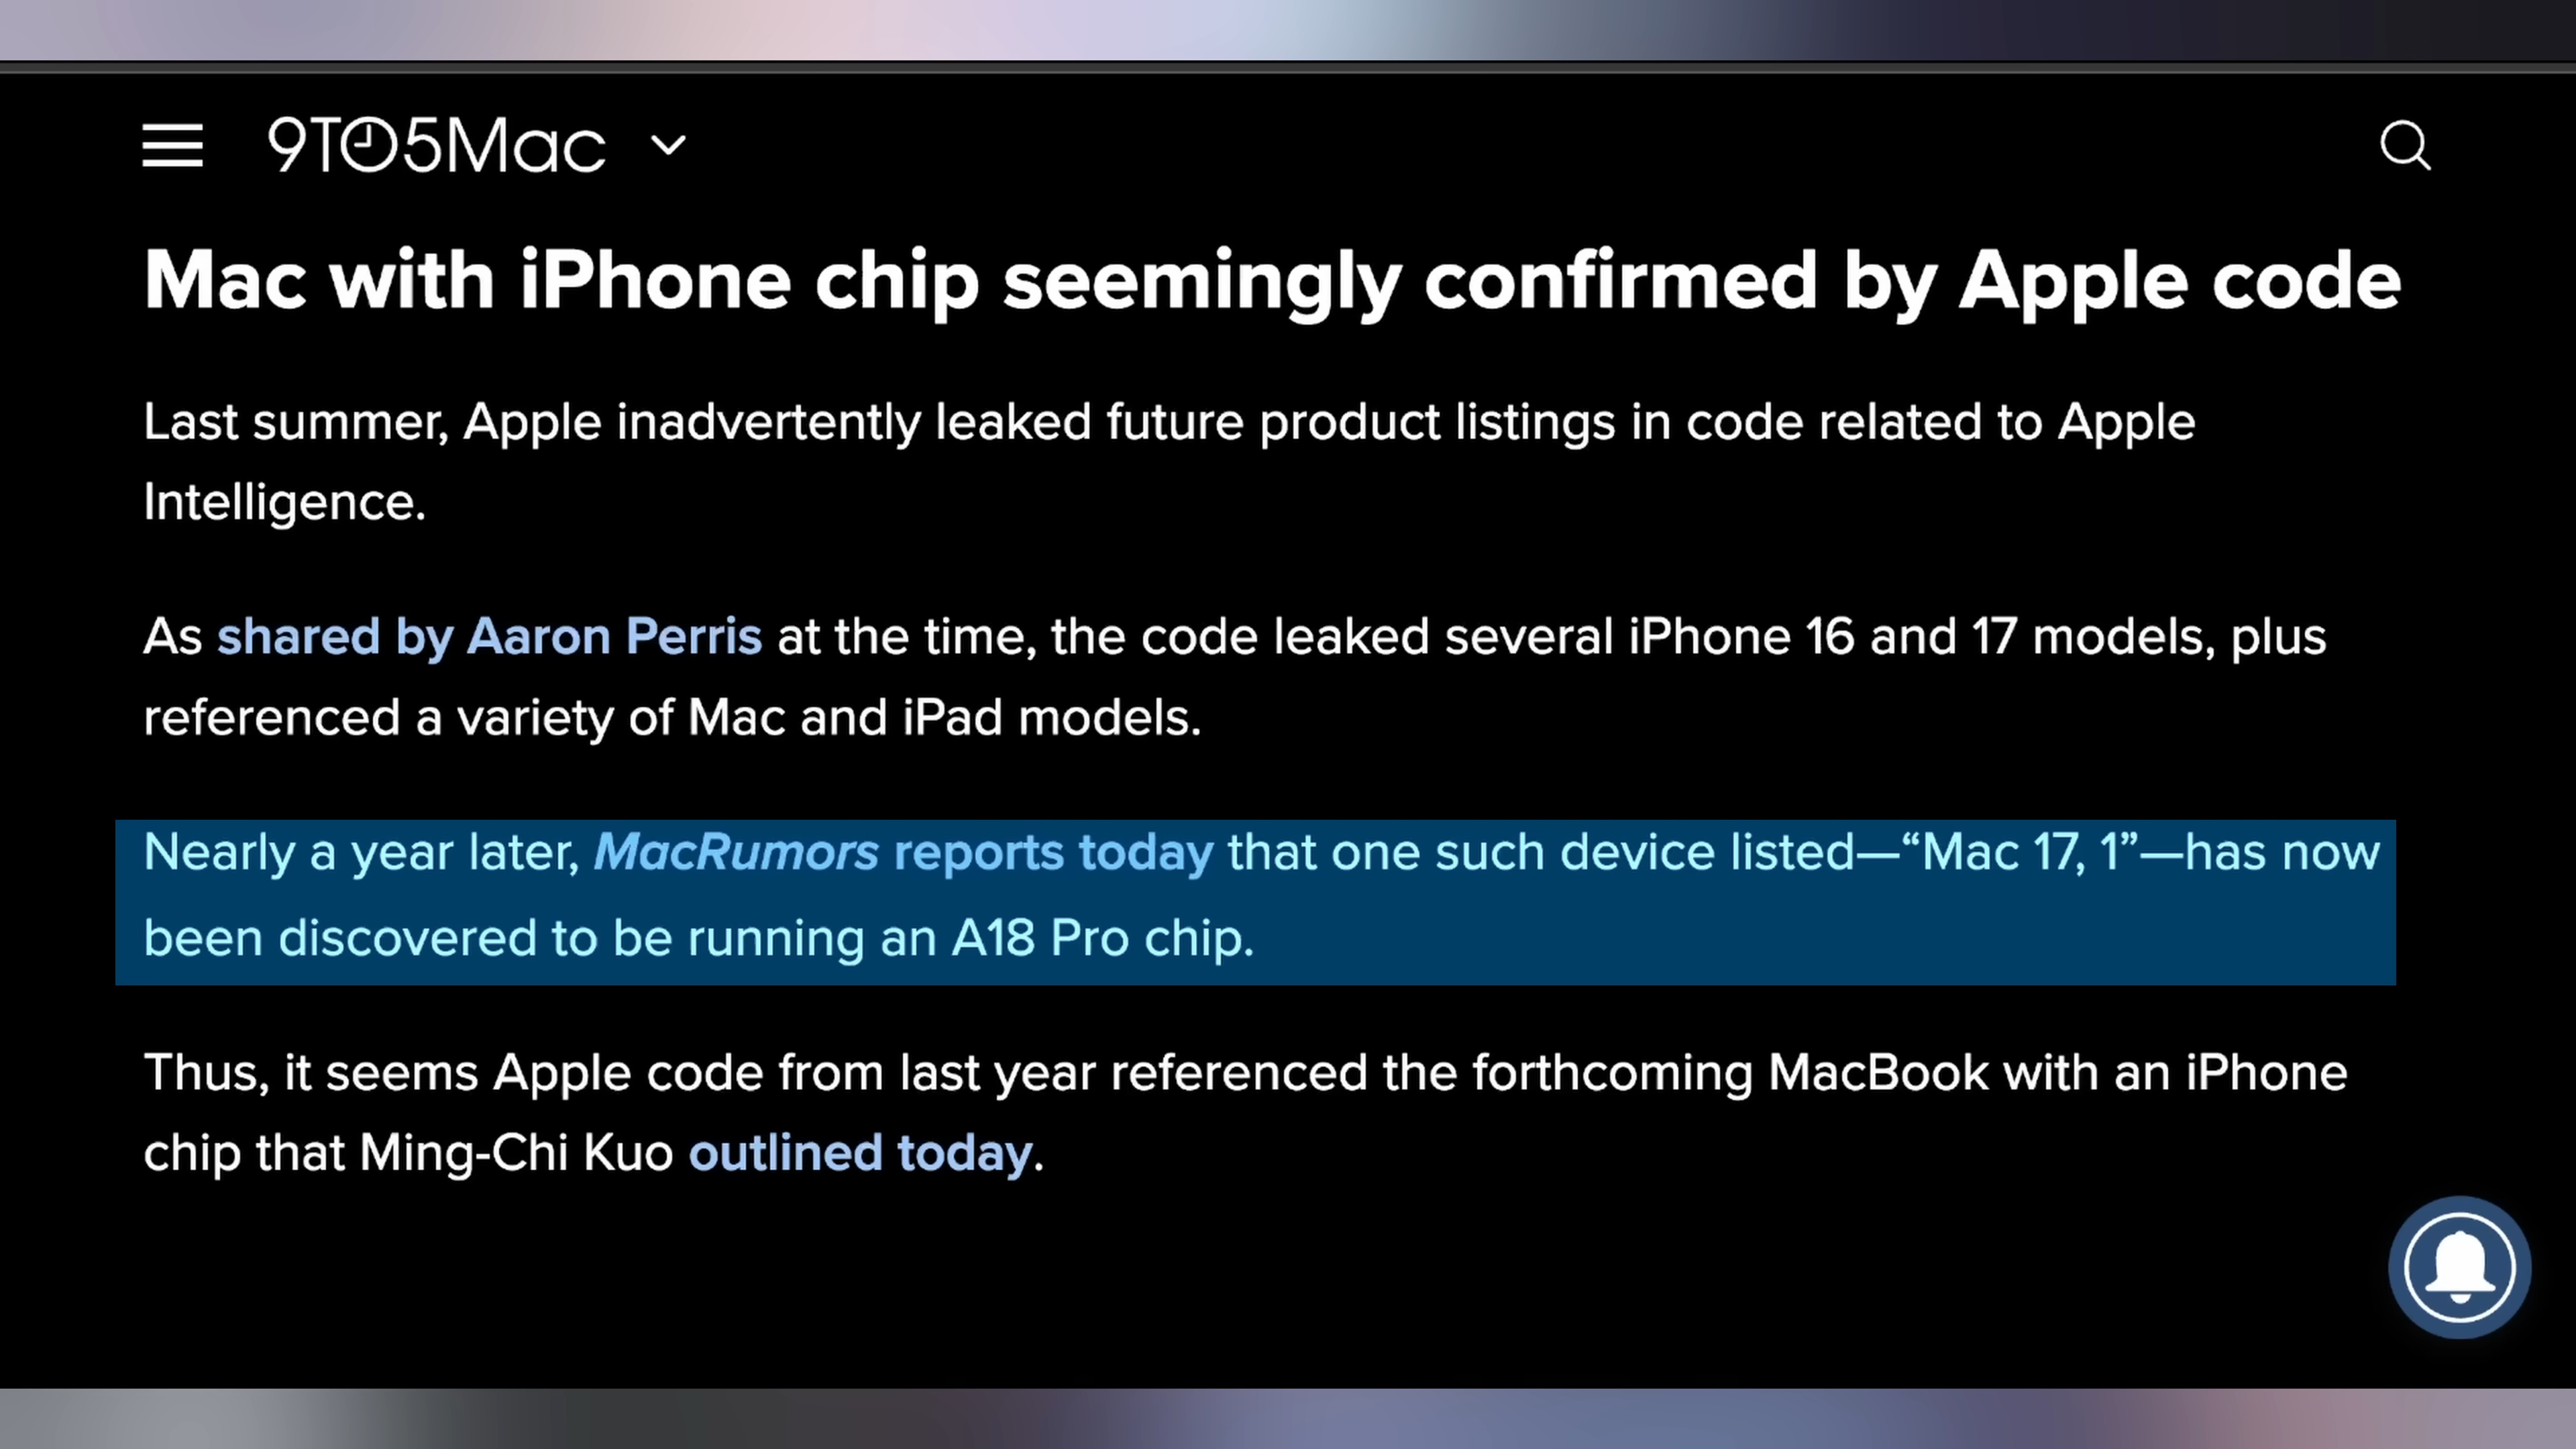 9TO5Mac
Mac with iPhone chip seemingly confirmed by Apple code
Last summer, Apple inadvertently leaked future product listings in code related to Apple
Intelligence.
As shared by Aaron Perris at the time, the code leaked several iPhone 16 and 17 models, plus
referenced a variety of Mac and iPad models.
Nearly a year later, MacRumors reports today that one such device listed—“Mac 17, 1”—has now
been discovered to be running an A18 Pro chip.
Thus, it seems Apple code from last year referenced the forthcoming MacBook with an iPhone
chip that Ming-Chi Kuo outlined today.